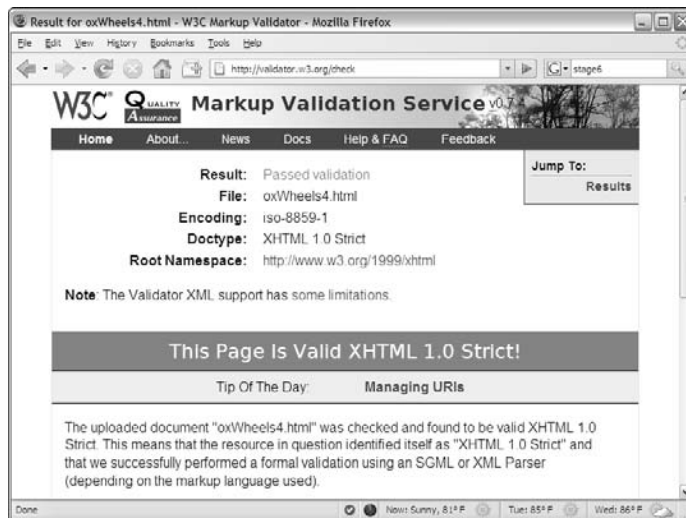 Result for oxWheels4.html - W3C Markup Validator - Mozilla Firefox
File Edit View History Bookmarks Tools Help
http://validator.w3.org/check
G stage6
W3C® Quality Assurance Markup Validation Service v0.7.4
Home About... News Docs Help & FAQ Feedback
Jump To:
Results
Result: Passed validation
File: oxWheels4.html
Encoding: iso-8859-1
Doctype: XHTML 1.0 Strict
Root Namespace: http://www.w3.org/1999/xhtml
Note: The Validator XML support has some limitations.
This Page Is Valid XHTML 1.0 Strict!
Tip Of The Day: Managing URIs
The uploaded document "oxWheels4.html" was checked and found to be valid XHTML 1.0
Strict. This means that the resource in question identified itself as "XHTML 1.0 Strict" and
that we successfully performed a formal validation using an SGML or XML Parser
(depending on the markup language used).
Done
Now: Sunny, 81° F Tue: 85° F Wed: 86° F